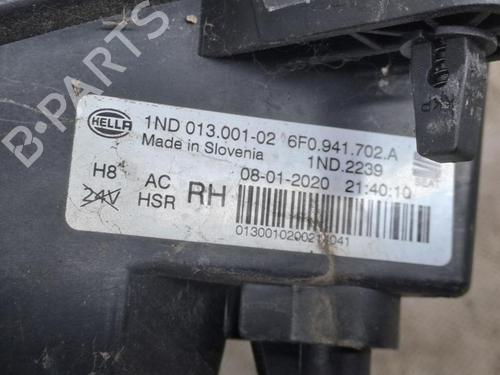 B-PARTS
HELLA 1ND 013.001-02 6F0.941.702.A
Made in Slovenia 1ND.2239
H8 AC RH 08-01-2020 21:40:10
24V HSR
SEAT